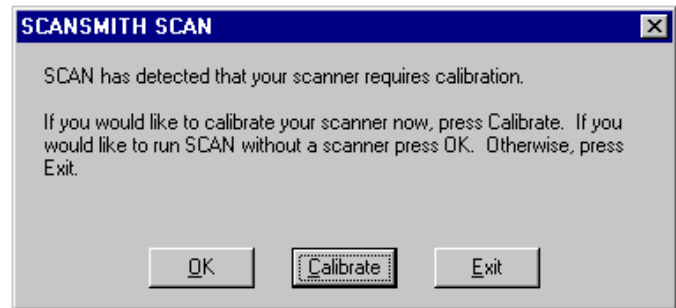 SCANSMITH SCAN
SCAN has detected that your scanner requires calibration.
If you would like to calibrate your scanner now, press Calibrate.  If you
would like to run SCAN without a scanner press OK.  Otherwise, press
Exit.
OK Calibrate Exit